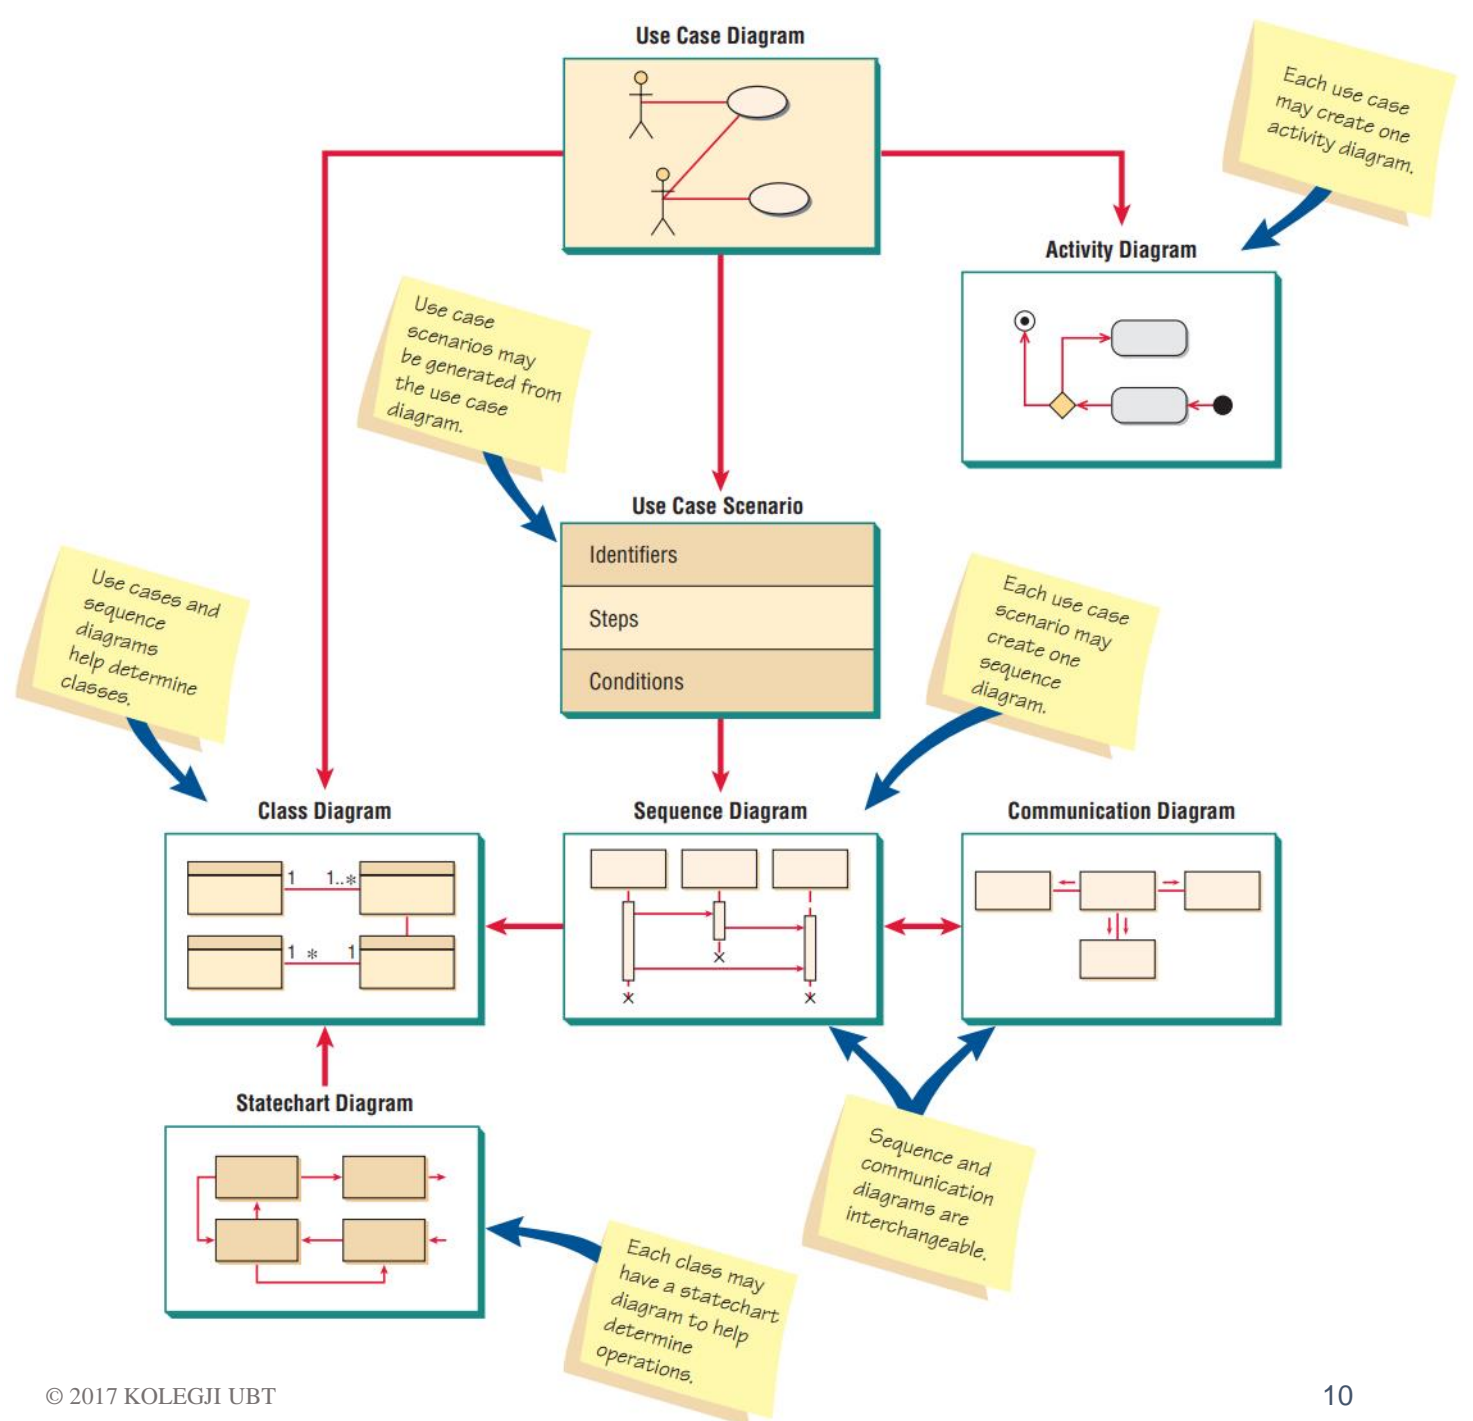 Use Case Diagram
Each use case
may create one
activity diagram.
Activity Diagram
Use case
scenarios may
be generated from
the use case
diagram.
Use Case Scenario
Identifiers
Steps
Conditions
Use cases and
sequence
diagrams
help determine
classes.
Each use case
scenario may
create one
sequence
diagram.
Class Diagram
1 1..*
1 * 1
Sequence Diagram
Communication Diagram
Statechart Diagram
Sequence and
communication
diagrams are
interchangeable.
Each class may
have a statechart
diagram to help
determine
operations.
© 2017 KOLEGJI UBT
10